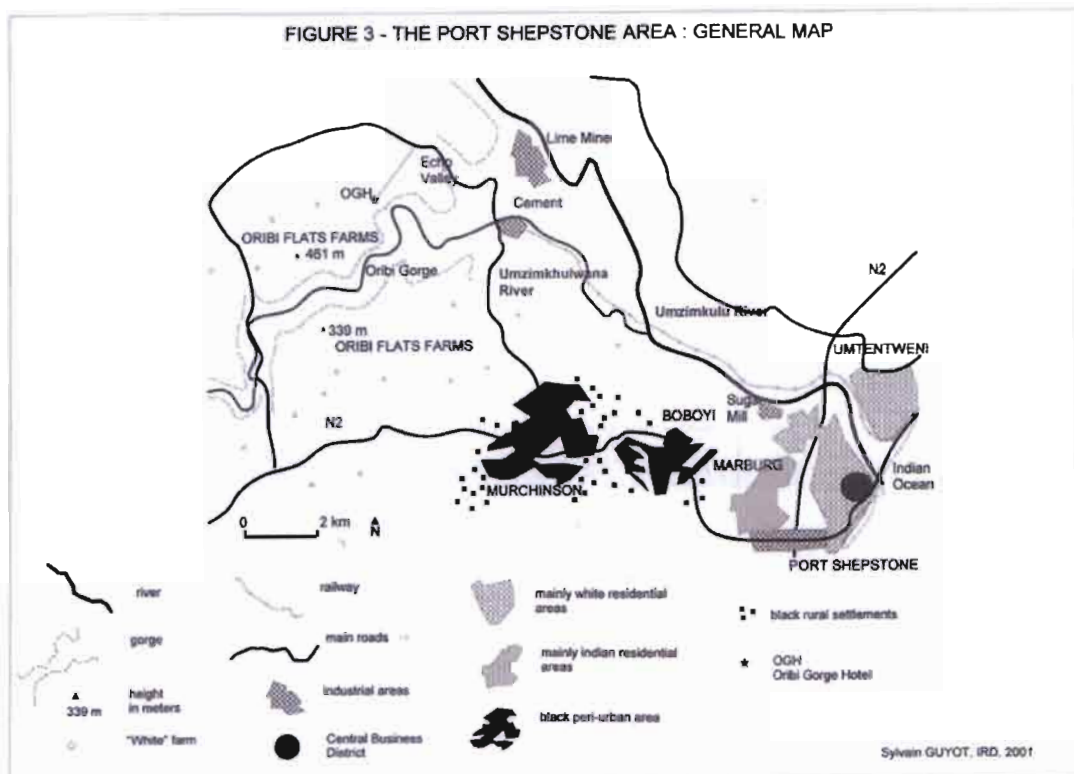 FIGURE 3 - THE PORT SHEPSTONE AREA : GENERAL MAP
Lime Mine
Echo
Valley
OGH
Cement
ORIBI FLATS FARMS
461 m
Oribi Gorge
Umzimkhulwana
River
N2
Umzimkulu River
339 m
ORIBI FLATS FARMS
UMTENTWENI
Sugar
Mill
BOBOYI
N2
MARBURG
Indian
Ocean
MURCHINSON
0 2 km
N
PORT SHEPSTONE
river
railway
mainly white residential
areas
black rural settlements
gorge
main roads
mainly indian residential
areas
OGH
Oribi Gorge Hotel
height
in meters
339 m
industrial areas
black peri-urban area
"White" farm
Central Business
District
Sylvain GUYOT, IRD, 2001